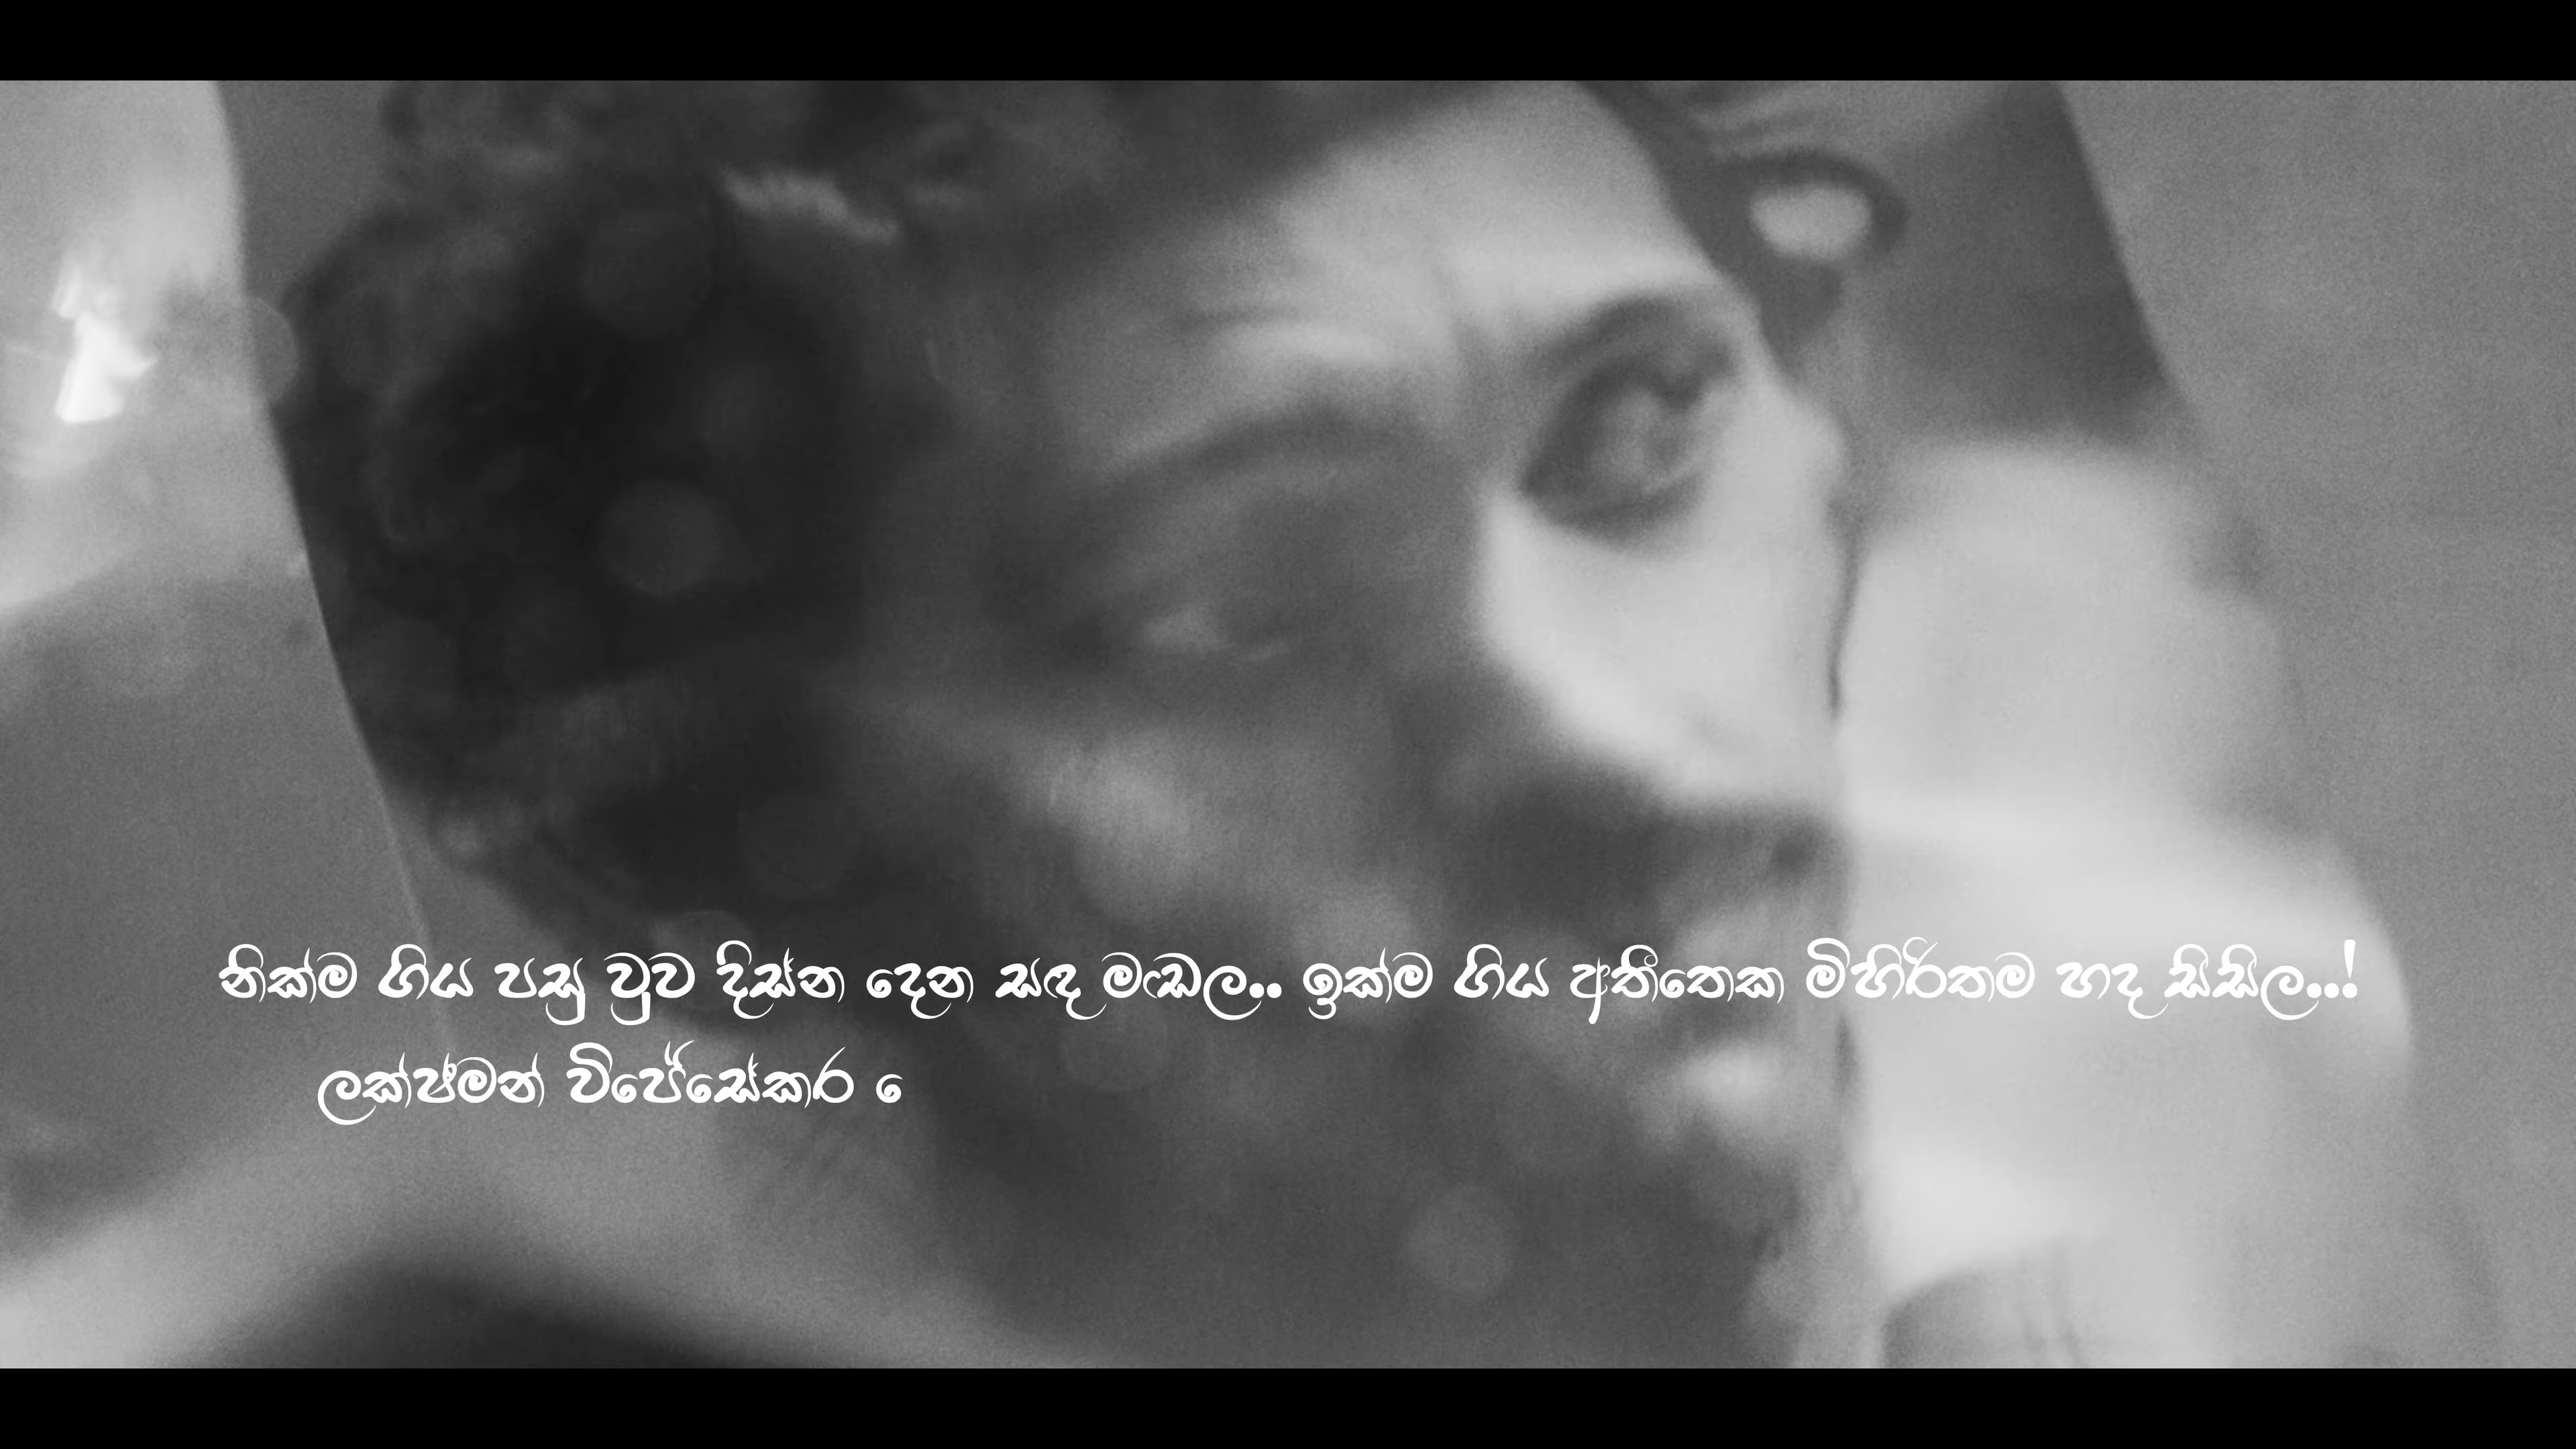 නික්ම ගිය පසු වුව දිස්න දෙන සඳ මඬල.. ඉක්ම ගිය අතීතෙක මිහිරිතම හද සිසිල...!
ලක්ෂ්මන් විජේසේකර ෙ